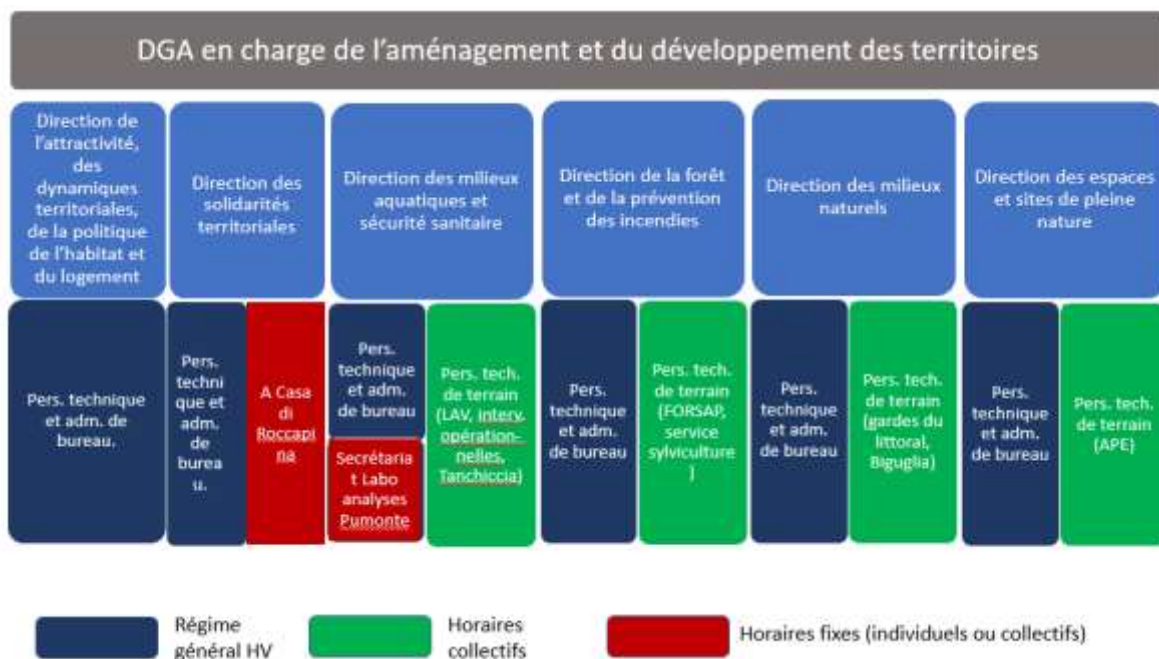 DGA en charge de l’aménagement et du développement des territoires
Direction de
l’attractivité,
des
dynamiques
territoriales,
de la politique
de l’habitat et
du logement
Direction des
solidarités
territoriales
Direction des milieux
aquatiques et
sécurité sanitaire
Direction de la forêt
et de la prévention
des incendies
Direction des milieux
naturels
Direction des espaces
et sites de pleine
nature
Pers. technique
et adm. de
bureau.
Pers.
techni
que et
adm.
de
burea
u.
A Casa
di
Roccapi
na
Pers.
technique
et adm.
de bureau
Secrétaria
t Labo
analyses
Pumonte
Pers. tech.
de terrain
(LAV, interv.
opération-
nelles,
Tanchiccia)
Pers.
technique
et adm.
de bureau
Pers. tech.
de terrain
(FORSAP,
service
sylviculture
)
Pers.
technique
et adm.
de bureau
Pers. tech.
de terrain
(gardes du
littoral,
Biguglia)
Pers.
technique
et adm.
de bureau
Pers. tech.
de terrain
(APE)
Régime
général HV
Horaires
collectifs
Horaires fixes (individuels ou collectifs)